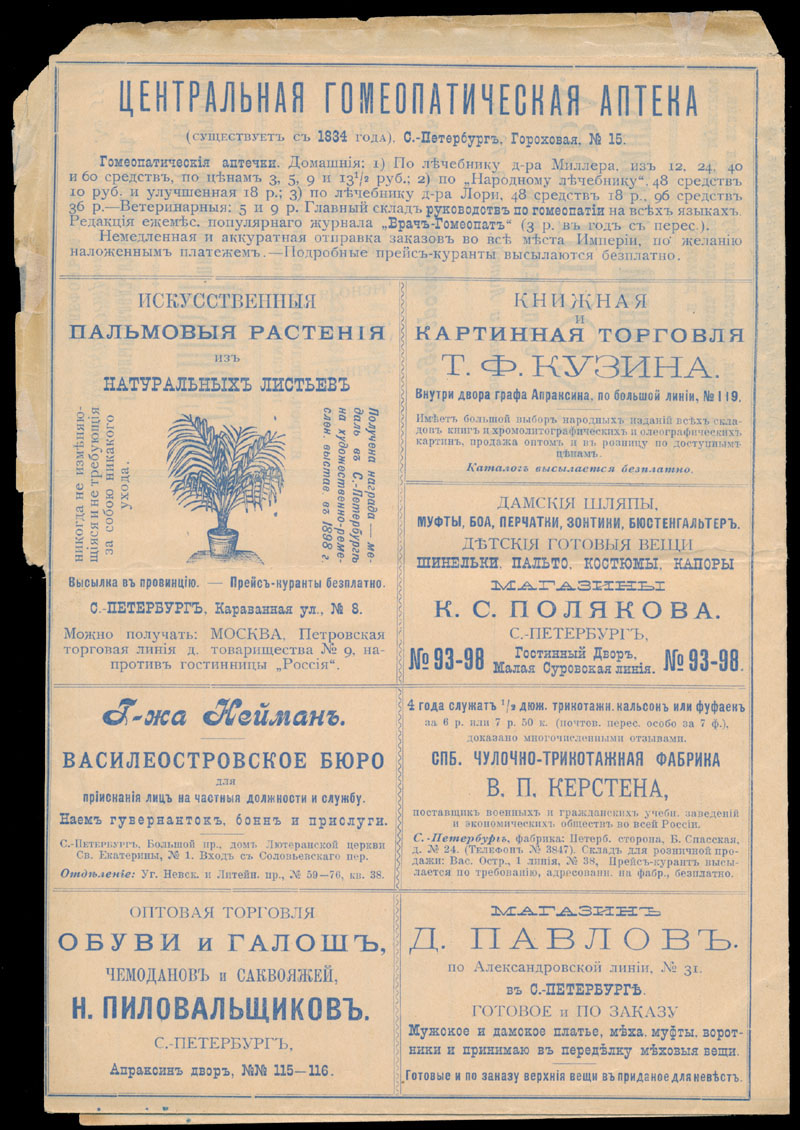 ЦЕНТРАЛЬНАЯ ГОМЕОПАТИЧЕСКАЯ АПТЕКА
(СУЩЕСТВУЕТЪ СЪ 1834 ГОДА), С.-Петербургъ, Гороховая, № 15.
Гомеопатическія аптечки. Домашнія: 1) По лѣчебнику д-ра Миллера, изъ 12, 24, 40
и 60 средствъ, по цѣнамъ 3, 5, 9 и 13½ руб.; 2) по „Народному лѣчебнику“, 48 средствъ
10 руб. и улучшенная 18 р.; 3) по лѣчебнику д-ра Лори, 48 средствъ 18 р., 96 средствъ
36 р.—Ветеринарныя: 5 и 9 р. Главный складъ руководствъ по гомеопатіи на всѣхъ языкахъ.
Редакція ежемѣс. популярнаго журнала „Врачъ-Гомеопатъ“ (3 р. въ годъ съ перес.).
Немедленная и аккуратная отправка заказовъ во всѣ мѣста Имперіи, по желанію
наложеннымъ платежемъ.—Подробные прейсъ-куранты высылаются безплатно.
ИСКУССТВЕННЫЯ
ПАЛЬМОВЫЯ РАСТЕНІЯ
ИЗЪ
НАТУРАЛЬНЫХЪ ЛИСТЬЕВЪ
никогда не измѣняю-
щіяся и не требующія
за собою никакого
ухода.
Получена награда — ме-
даль въ С.-Петербургѣ
на художественно-реме-
слен. выстав. въ 1898 г.
Высылка въ провинцію. — Прейсъ-куранты безплатно.
С.-ПЕТЕРБУРГЪ, Караванная ул., № 8.
Можно получать: МОСКВА, Петровская
торговая линія д. товарищества № 9, на-
противъ гостинницы „Россія“.
КНИЖНАЯ
И
КАРТИННАЯ ТОРГОВЛЯ
Т. Ф. КУЗИНА.
Внутри двора графа Апраксина, по большой линіи, № 119.
Имѣетъ большой выборъ народныхъ изданій всѣхъ скла-
довъ книгъ и хромолитографическихъ и олеографическихъ
картинъ, продажа оптомъ и въ розницу по доступнымъ
цѣнамъ.
Каталогъ высылается безплатно.
ДАМСКІЯ ШЛЯПЫ,
МУФТЫ, БОА, ПЕРЧАТКИ, ЗОНТИКИ, БЮСТЕНГАЛЬТЕРЪ.
ДѢТСКІЯ ГОТОВЫЯ ВЕЩИ
ШИНЕЛЬКИ, ПАЛЬТО, КОСТЮМЫ, КАПОРЫ
МАГАЗИНЫ
К. С. ПОЛЯКОВА.
С.-ПЕТЕРБУРГЪ,
№ 93-98 Гостинный Дворъ, № 93-98.
Малая Суровская линія.
Г-жа Нейманъ.
ВАСИЛЕОСТРОВСКОЕ БЮРО
ДЛЯ
пріисканія лицъ на частныя должности и службу.
Наемъ гувернантокъ, боннъ и прислуги.
С.-Петербургъ, Большой пр., домъ Лютеранской церкви
Св. Екатерины, № 1. Входъ съ Соловьевскаго пер.
Отдѣленіе: Уг. Невск. и Литейн. пр., № 59—76, кв. 38.
4 года служатъ ½ дюж. трикотажн. кальсонъ или фуфаекъ
за 6 р. или 7 р. 50 к. (почтов. перес. особо за 7 ф.),
доказано многочисленными отзывами.
СПБ. ЧУЛОЧНО-ТРИКОТАЖНАЯ ФАБРИКА
В. П. КЕРСТЕНА,
поставщикъ военныхъ и гражданскихъ учебн. заведеній
и экономическихъ обществъ во всей Россіи.
С.-Петербургъ, фабрика: Петерб. сторона, Б. Спасская,
д. № 24. (Телефонъ № 3847). Складъ для розничной про-
дажи: Вас. Остр., 1 линія, № 38, Прейсъ-курантъ высы-
лается по требованію, адресованн. на фабр., безплатно.
ОПТОВАЯ ТОРГОВЛЯ
ОБУВИ и ГАЛОШЪ,
ЧЕМОДАНОВЪ и САКВОЯЖЕЙ,
Н. ПИЛОВАЛЬЩИКОВЪ.
С.-ПЕТЕРБУРГЪ,
Апраксинъ дворъ, №№ 115—116.
МАГАЗИНЪ
Д. ПАВЛОВЪ.
по Александровской линіи, № 31.
въ С.-ПЕТЕРБУРГѢ.
ГОТОВОЕ и ПО ЗАКАЗУ
Мужское и дамское платье, мѣха, муфты, ворот-
ники и принимаю въ передѣлку мѣховыя вещи.
Готовые и по заказу верхнія вещи въ приданое для невѣстъ.